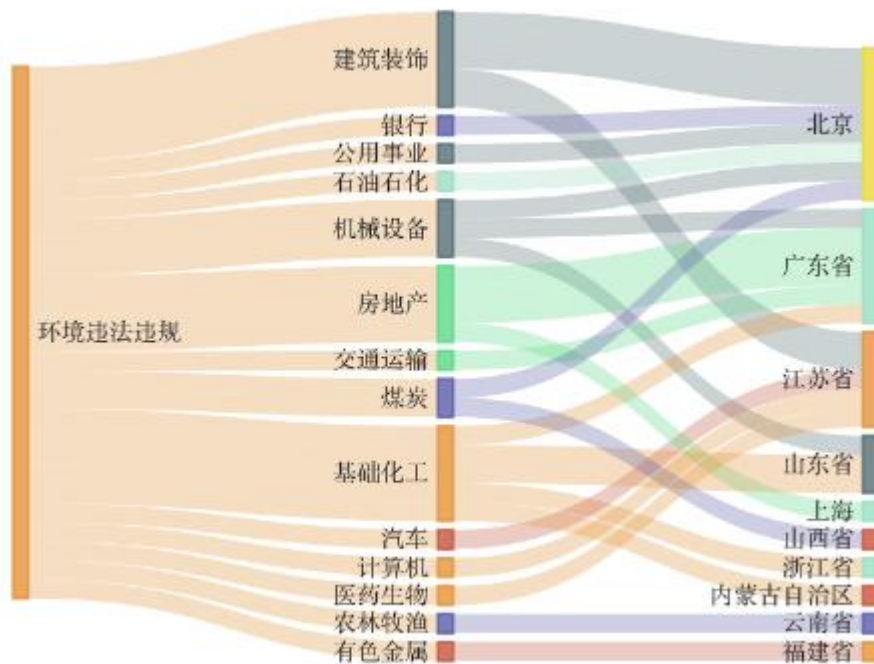 环境违法违规
建筑装饰
银行
公用事业
石油石化
机械设备
房地产
交通运输
煤炭
基础化工
汽车
计算机
医药生物
农林牧渔
有色金属
北京
广东省
江苏省
山东省
上海
山西省
浙江省
内蒙古自治区
云南省
福建省